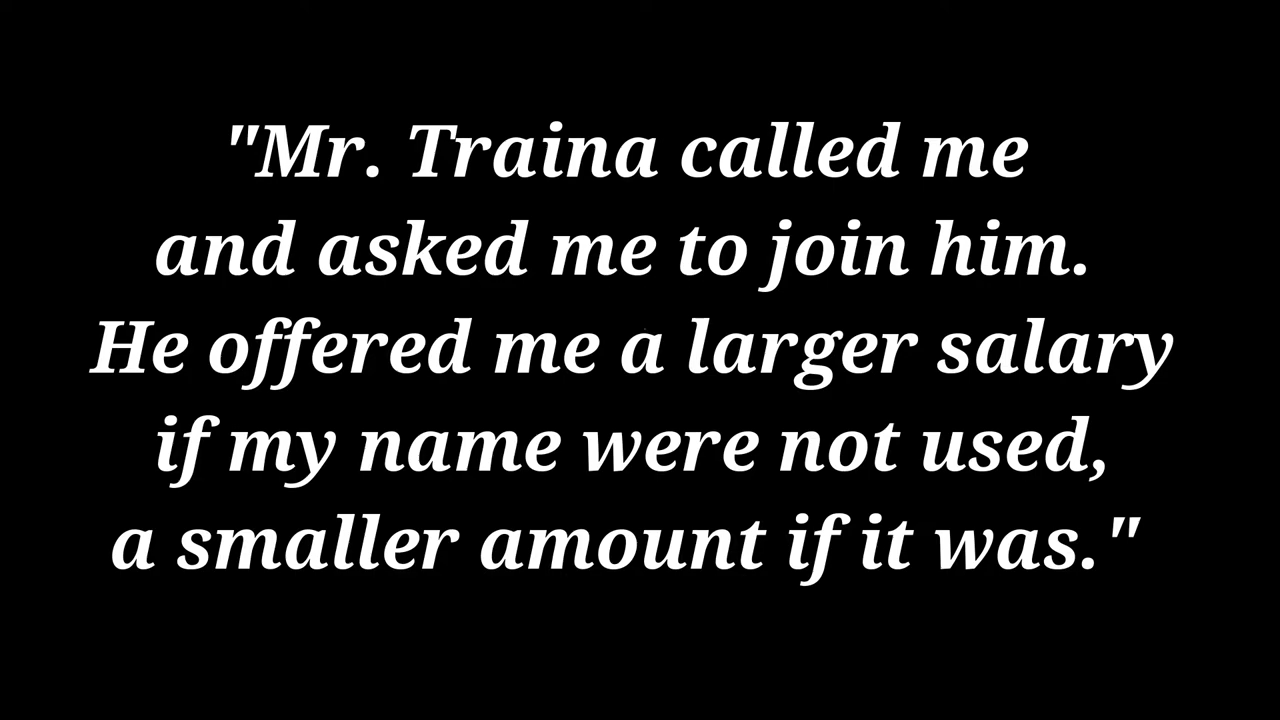 "Mr. Traina called me
and asked me to join him.
He offered me a larger salary
if my name were not used,
a smaller amount if it was."